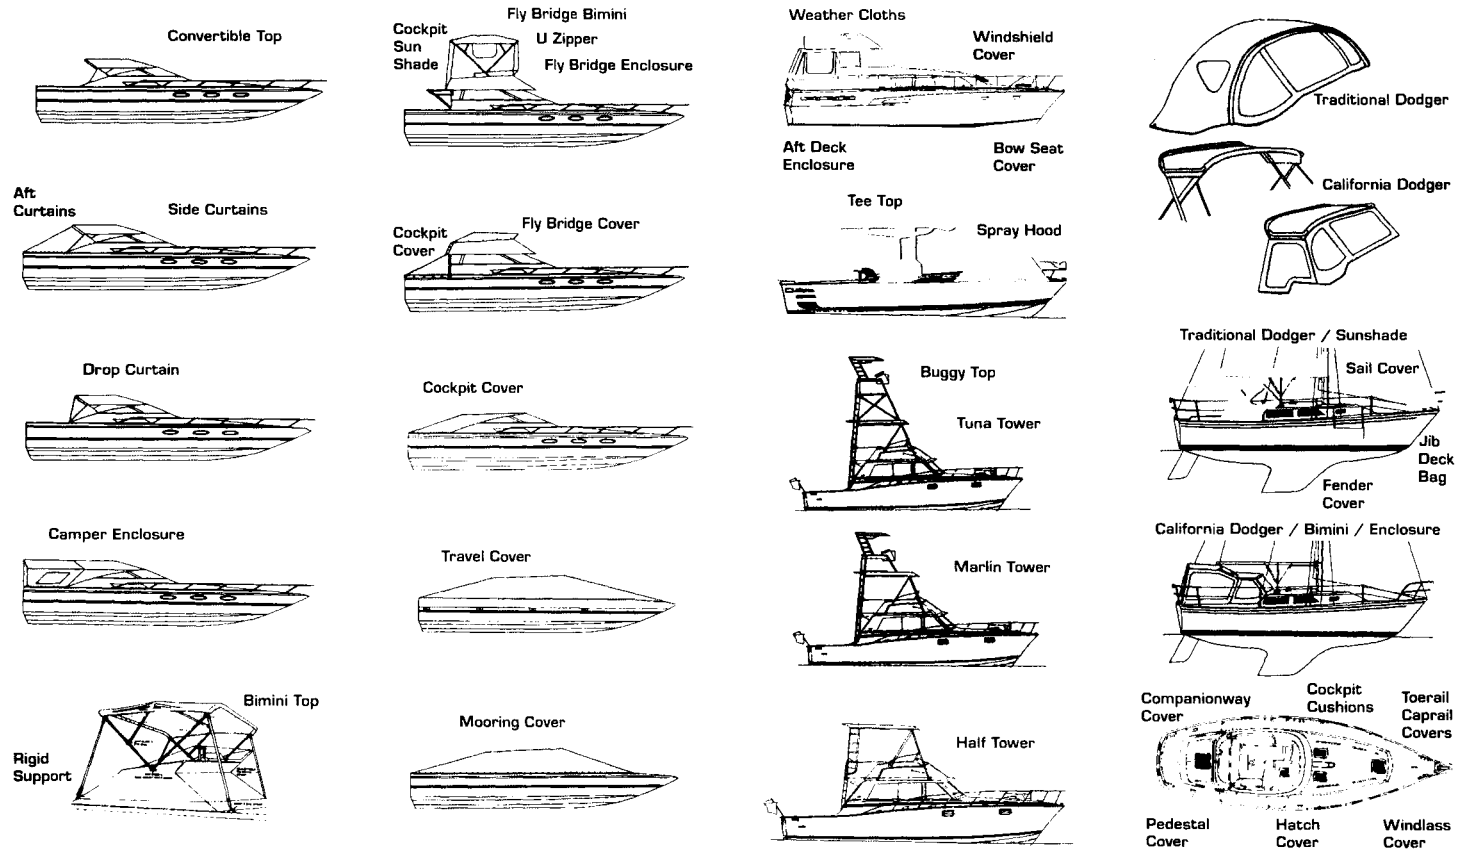 Convertible Top
Aft
Curtains
Side Curtains
Drop Curtain
Camper Enclosure
Bimini Top
Rigid
Support
Fly Bridge Bimini
Cockpit
Sun
Shade
U Zipper
Fly Bridge Enclosure
Cockpit
Cover
Fly Bridge Cover
Cockpit Cover
Travel Cover
Mooring Cover
Weather Cloths
Windshield
Cover
Aft Deck
Enclosure
Bow Seat
Cover
Tee Top
Spray Hood
Buggy Top
Tuna Tower
Marlin Tower
Half Tower
Traditional Dodger
California Dodger
Traditional Dodger / Sunshade
Sail Cover
Jib
Deck
Bag
Fender
Cover
California Dodger / Bimini / Enclosure
Companionway
Cover
Cockpit
Cushions
Toerail
Caprail
Covers
Pedestal
Cover
Hatch
Cover
Windlass
Cover